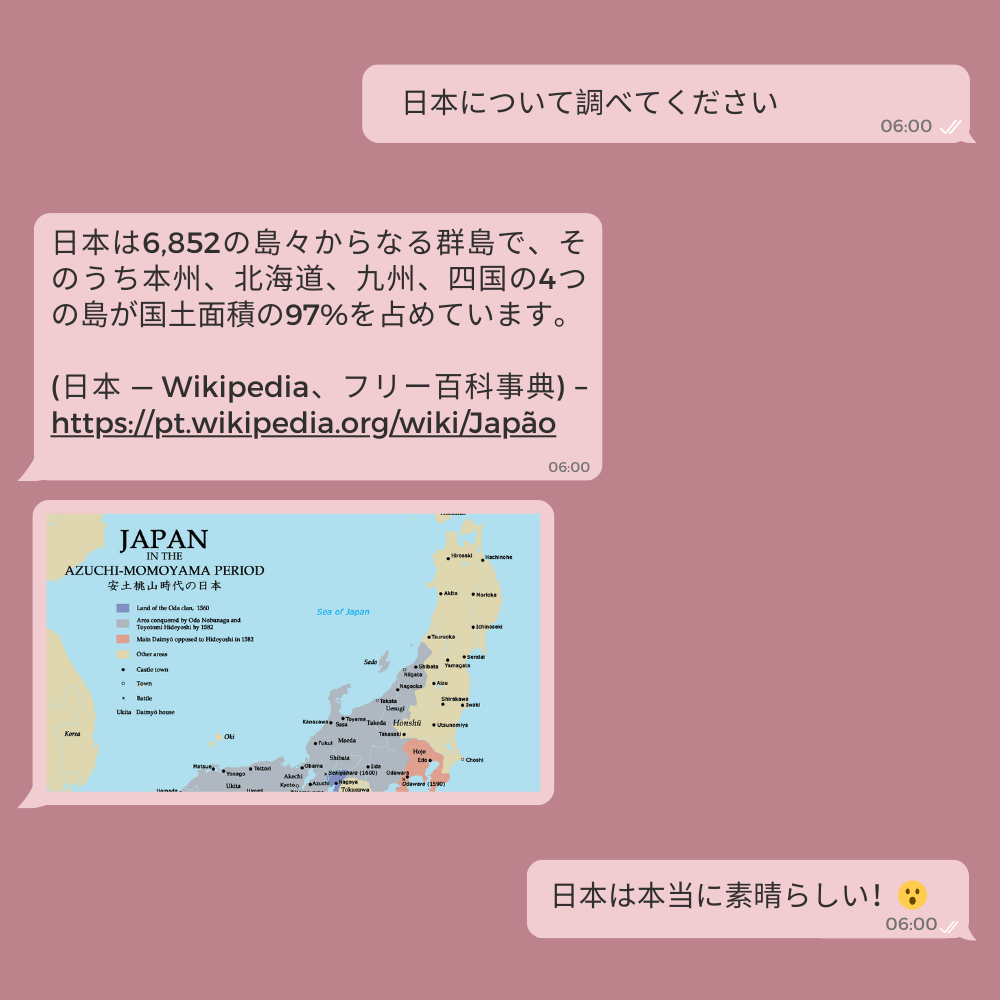 日本について調べてください
06:00
日本は6,852の島々からなる群島で、そ
のうち本州、北海道、九州、四国の4つ
の島が国土面積の97%を占めています。
(日本 — Wikipedia、フリー百科事典) –
https://pt.wikipedia.org/wiki/Japão
06:00
JAPAN
IN THE
AZUCHI-MOMOYAMA PERIOD
安土桃山時代の日本
Land of the Oda clan, 1560
Area conquered by Oda Nobunaga and
Toyotomi Hideyoshi by 1582
Main Daimyō opposed to Hideyoshi in 1582
Other areas
Castle town
Town
Battle
Ukita Daimyō house
Sea of Japan
Hirosaki
Hachinohe
Akita
Morioka
Ichinoseki
Tsuruoka
Sendai
Yamagata
Sado
Shibata
Niigata
Aizu
Nagaoka
Shirakawa
Iwaki
Takata
Uesugi
Kanazawa
Toyama
Sasa
Takeda
Honshū
Utsunomiya
Takasaki
Korea
Oki
Fukui
Maeda
Hojo
Edo
Choshi
Shibata
Matsue
Yonago
Tottori
Obama
Iida
Akechi
Sekigahara (1600)
Odawara
Ukita
Himeji
Kyoto
Azuchi
Nagoya
Tokugawa
Odawara (1590)
日本は本当に素晴らしい！😮
06:00